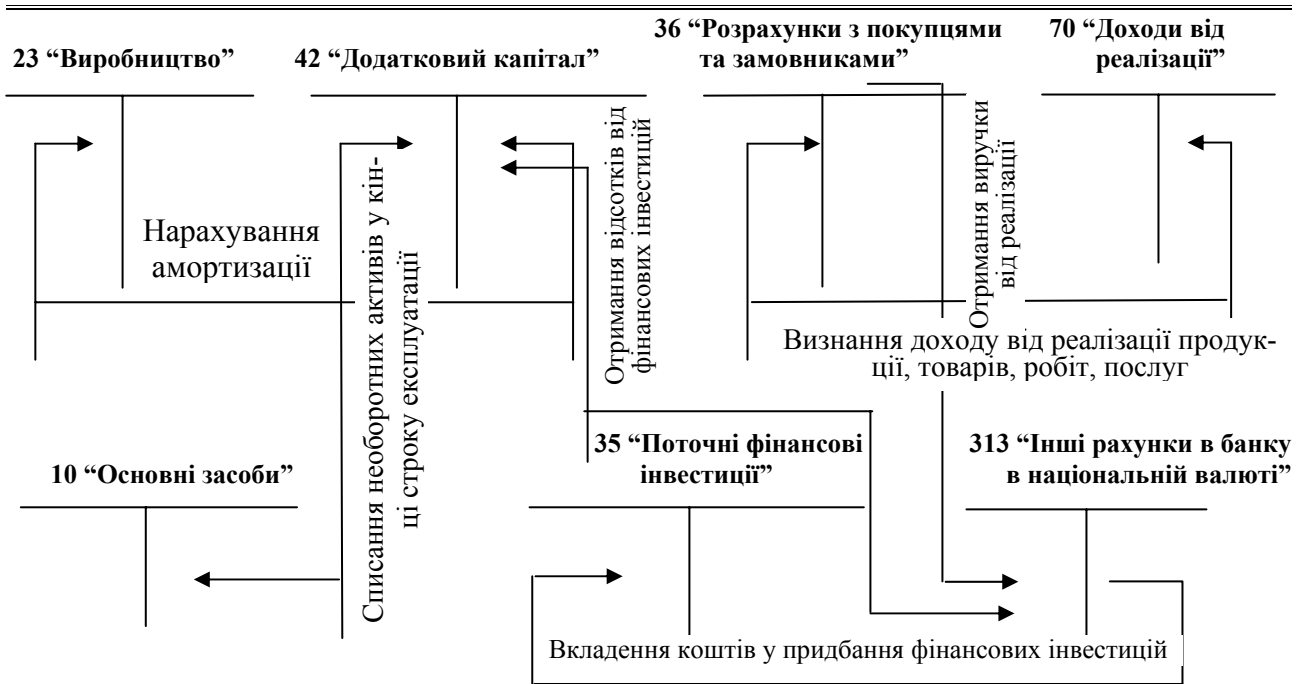 23 “Виробництво”
42 “Додатковий капітал”
36 “Розрахунки з покупцями
та замовниками”
70 “Доходи від
реалізації”
Нарахування
амортизації
Списання необоротних активів у кін-
ці строку експлуатації
Отримання відсотків від
фінансових інвестицій
Отримання виручки
від реалізації
Визнання доходу від реалізації продук-
ції, товарів, робіт, послуг
10 “Основні засоби”
35 “Поточні фінансові
інвестиції”
313 “Інші рахунки в банку
в національній валюті”
Вкладення коштів у придбання фінансових інвестицій